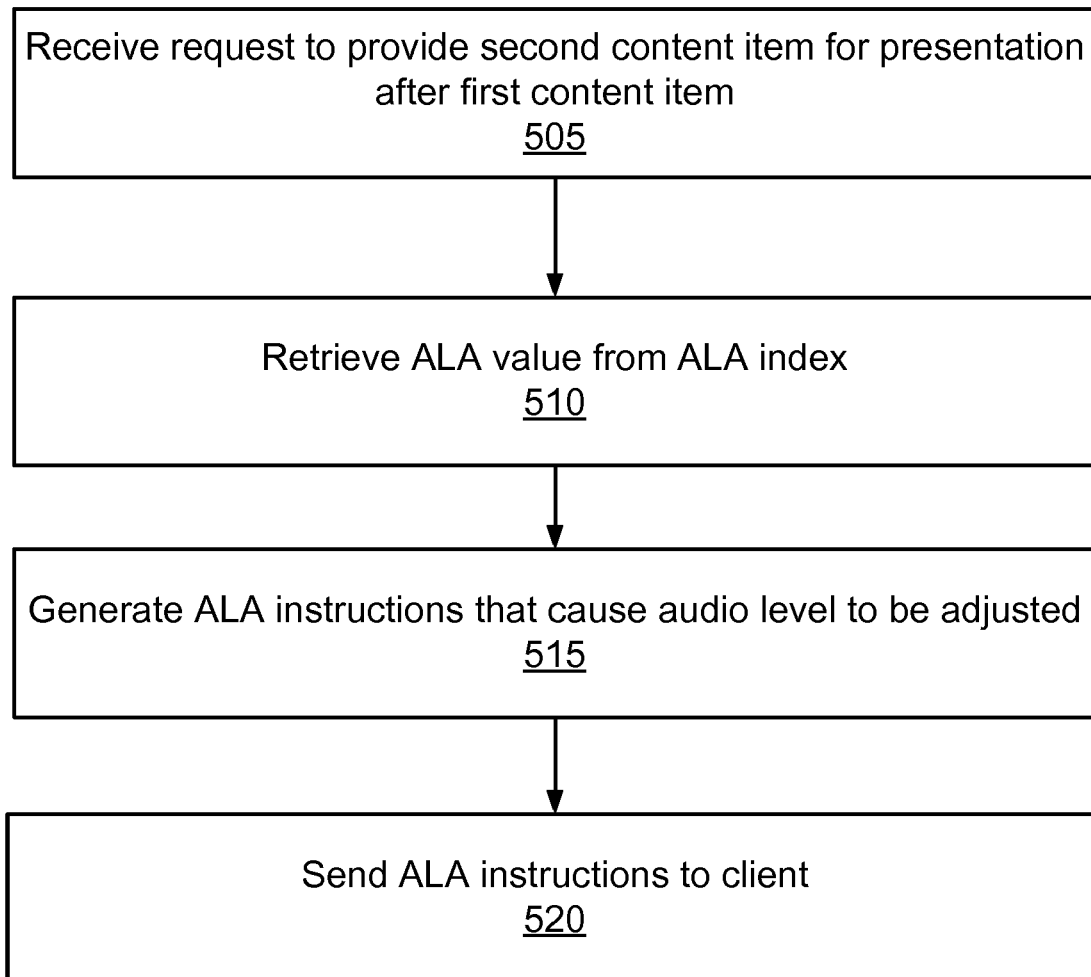 Receive request to provide second content item for presentation
after first content item
505
Retrieve ALA value from ALA index
510
Generate ALA instructions that cause audio level to be adjusted
515
Send ALA instructions to client
520